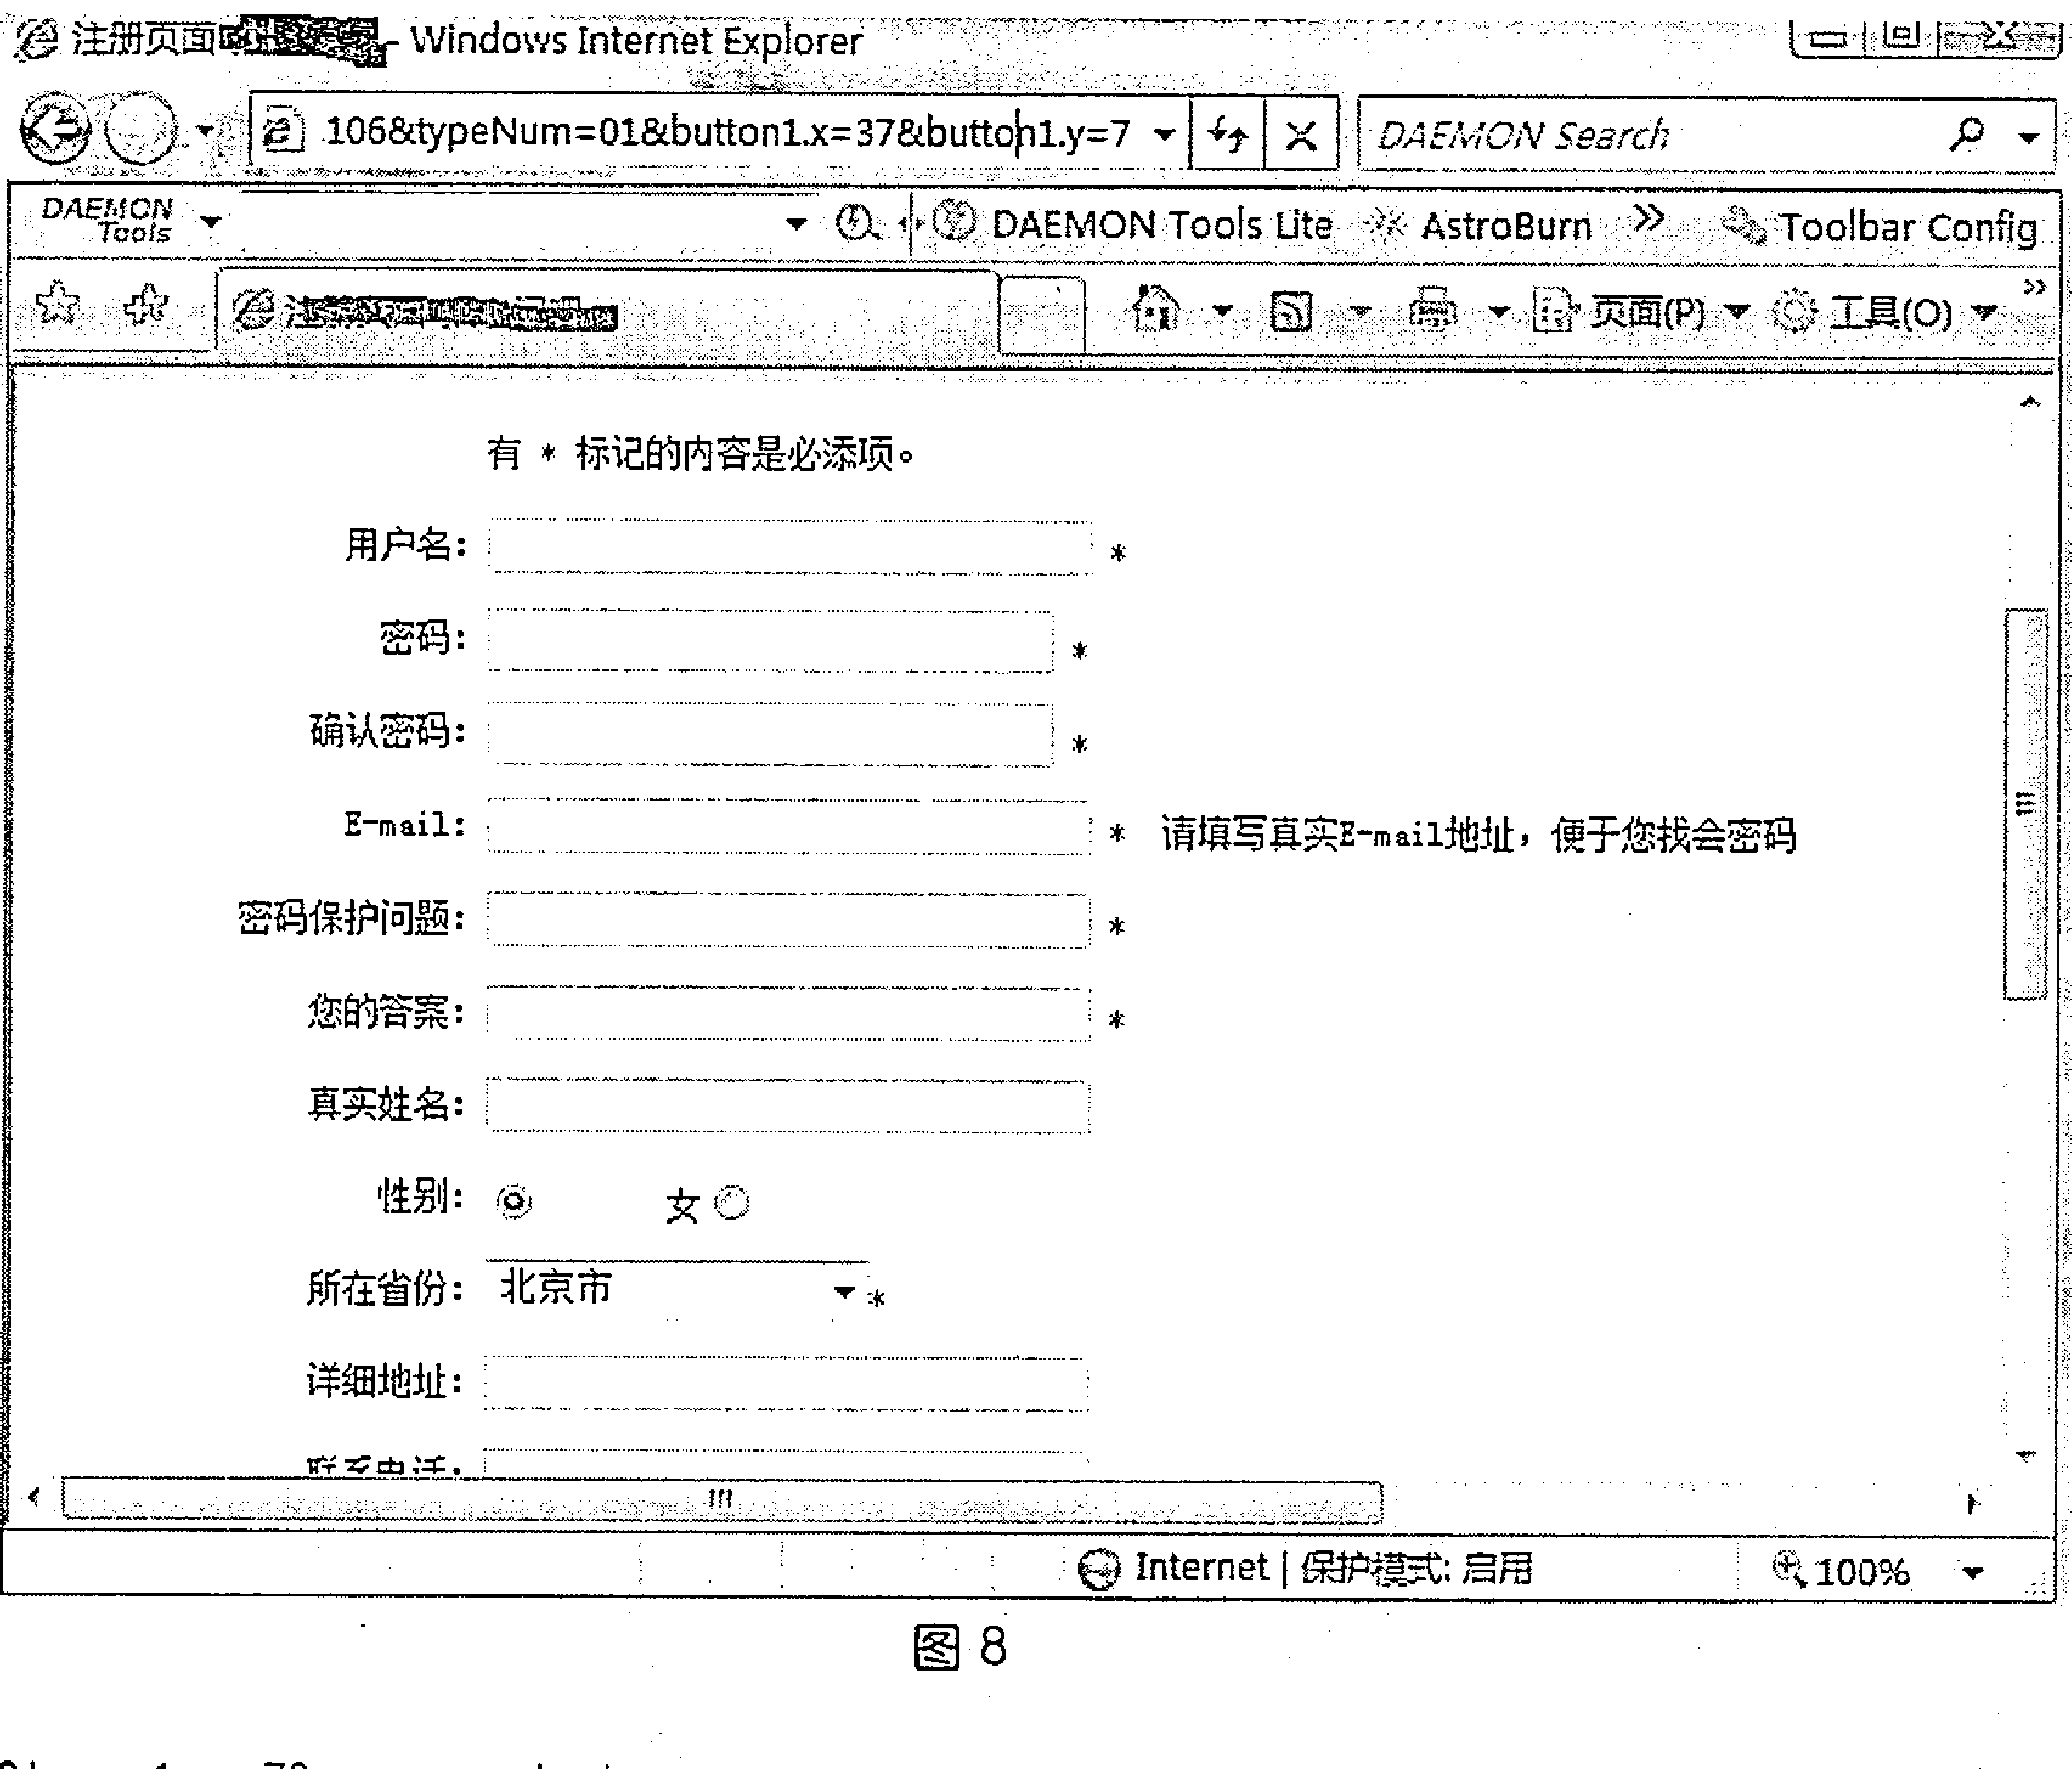 注册页面 - Windows Internet Explorer
106&typeNum=01&button1.x=37&button1.y=7
DAEMON Search
DAEMON Tools
DAEMON Tools Lite AstroBurn » Toolbar Config
页面(P) 工具(O) »
有 * 标记的内容是必添项。
用户名: *
密码: *
确认密码: *
E-mail: * 请填写真实E-mail地址，便于您找会密码
密码保护问题: *
您的答案: *
真实姓名:
性别: 女
所在省份: 北京市 *
详细地址:
联系电话:
Internet | 保护模式: 启用 100%
图 8